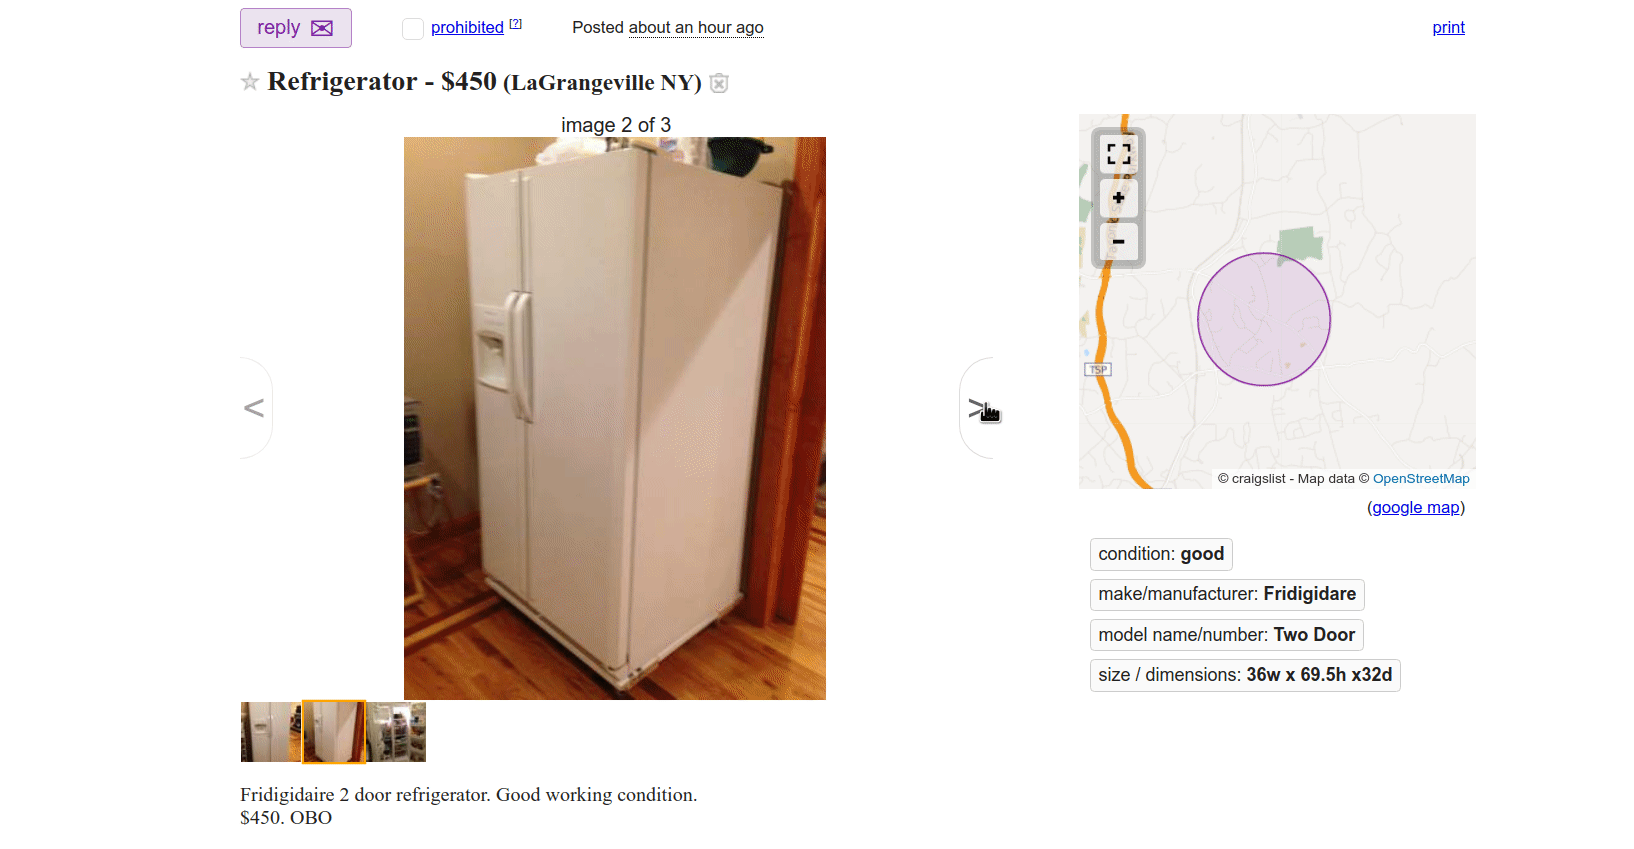 reply
prohibited [?]
Posted about an hour ago
print
Refrigerator - $450 (LaGrangeville NY)
image 2 of 3
<
>
+
-
TSP
© craigslist - Map data © OpenStreetMap
(google map)
condition: good
make/manufacturer: Fridigidare
model name/number: Two Door
size / dimensions: 36w x 69.5h x32d
Fridigidaire 2 door refrigerator. Good working condition.
$450. OBO